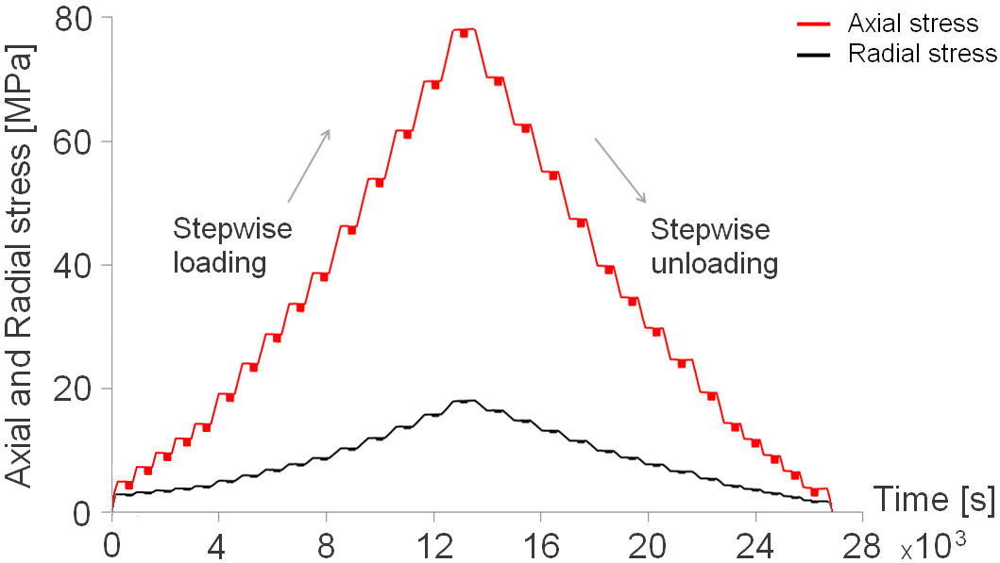 Axial stress
Radial stress
Axial and Radial stress [MPa]
80
60
40
20
0
Stepwise
loading
Stepwise
unloading
Time [s]
0 4 8 12 16 20 24 28 x10³